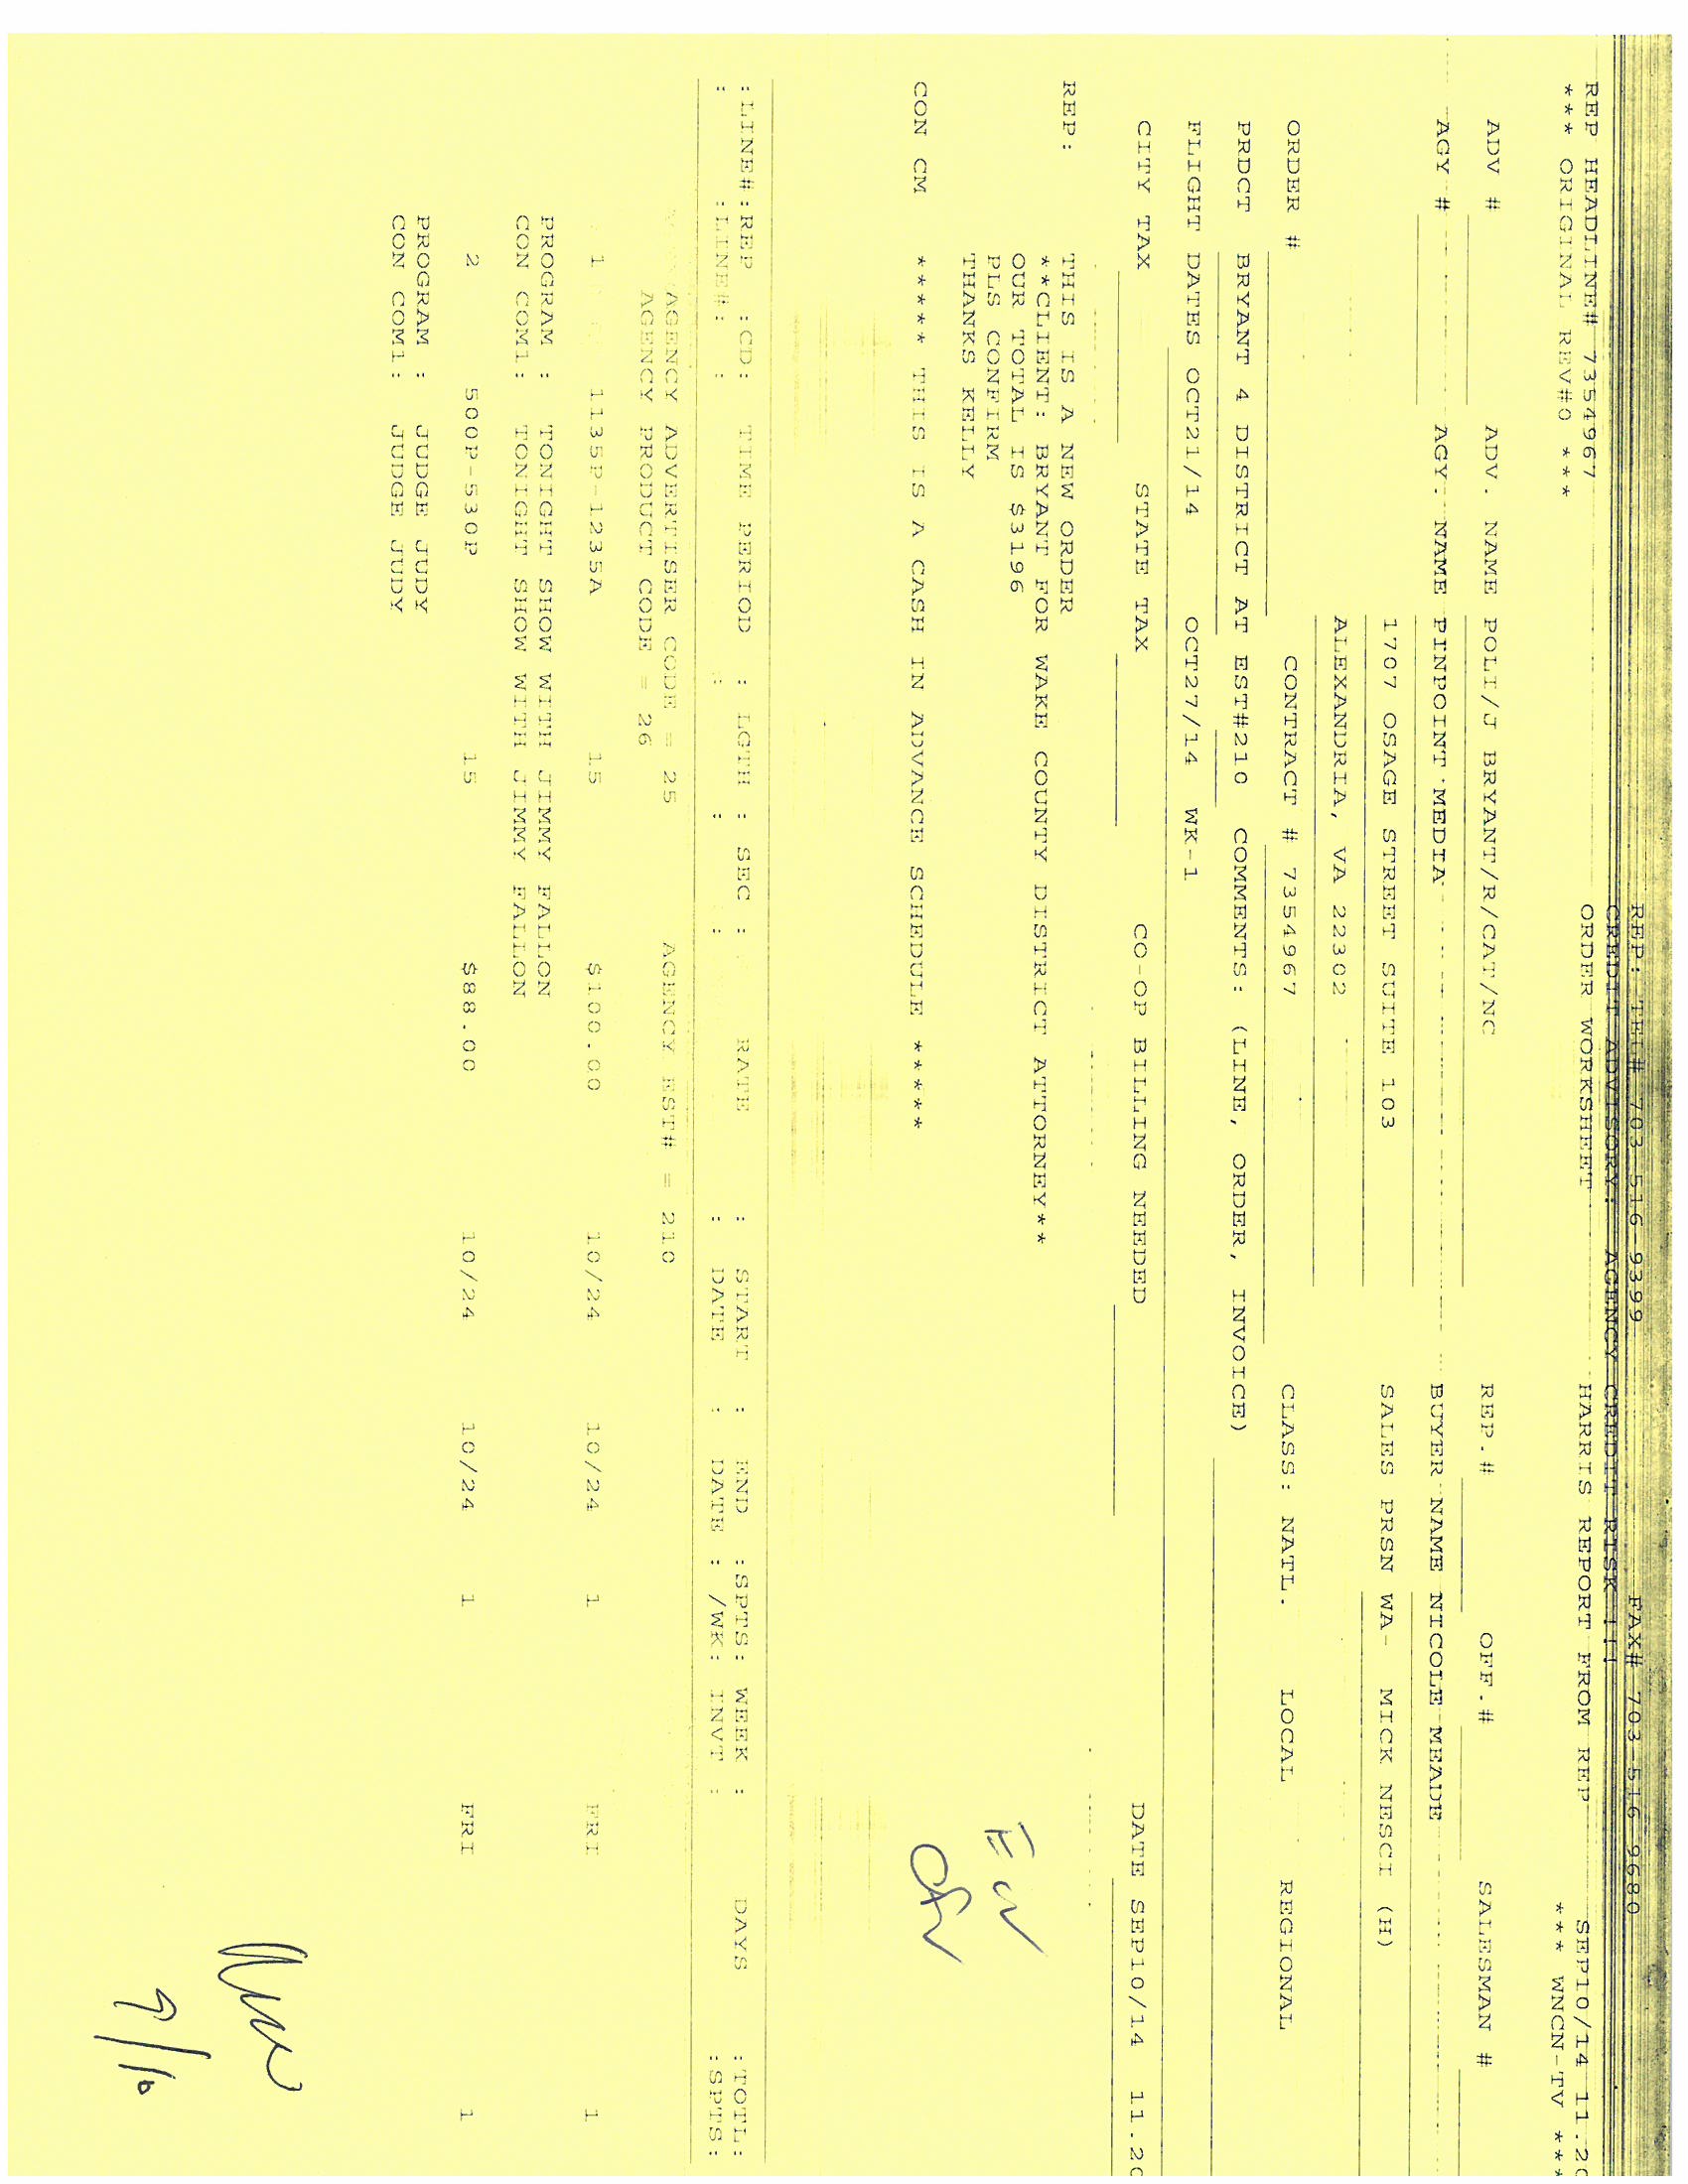 REP: TEL# 703-516-9399 FAX# 703-516-9680
CREDIT ADVISORY: AGENCY CREDIT RISK !!!
REP HEADLINE# 7354967 ORDER WORKSHEET HARRIS REPORT FROM REP SEP10/14 11.20
*** ORIGINAL REV#0 *** *** WNCN-TV ***
ADV # ADV. NAME POLI/J BRYANT/R/CAT/NC REP.# OFF.# SALESMAN #
AGY # AGY. NAME PINPOINT MEDIA BUYER NAME NICOLE MEADE
1707 OSAGE STREET SUITE 103 SALES PRSN WA- MICK NESCI (H)
ALEXANDRIA, VA 22302
ORDER # CONTRACT # 7354967 CLASS: NATL. LOCAL REGIONAL
PRDCT BRYANT 4 DISTRICT AT EST#210 COMMENTS: (LINE, ORDER, INVOICE)
FLIGHT DATES OCT21/14 OCT27/14 WK-1
CITY TAX STATE TAX CO-OP BILLING NEEDED DATE SEP10/14 11.20
REP: THIS IS A NEW ORDER
**CLIENT: BRYANT FOR WAKE COUNTY DISTRICT ATTORNEY**
OUR TOTAL IS $3196
PLS CONFIRM
THANKS KELLY
CON CM ***** THIS IS A CASH IN ADVANCE SCHEDULE *****
:LINE#:REP :CD: TIME PERIOD : LGTH : SEC : RATE : START : END :SPTS: WEEK : DAYS :TOTL:
: :LINE#: : : : : : DATE : DATE : /WK: INVT : :SPTS:
AGENCY ADVERTISER CODE = 25 AGENCY EST# = 210
AGENCY PRODUCT CODE = 26
1 1135P-1235A 15 $100.00 10/24 10/24 1 FRI 1
PROGRAM : TONIGHT SHOW WITH JIMMY FALLON
CON COM1: TONIGHT SHOW WITH JIMMY FALLON
2 500P-530P 15 $88.00 10/24 10/24 1 FRI 1
PROGRAM : JUDGE JUDY
CON COM1: JUDGE JUDY
9/10